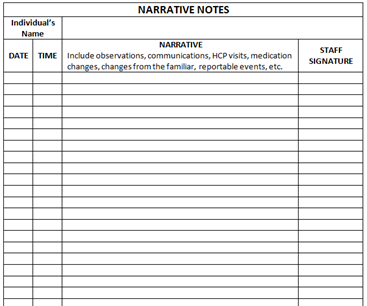 NARRATIVE NOTES
Individual's
Name
DATE TIME
NARRATIVE
Include observations, communications, HCP visits, medication
changes, changes from the familiar, reportable events, etc.
STAFF
SIGNATURE